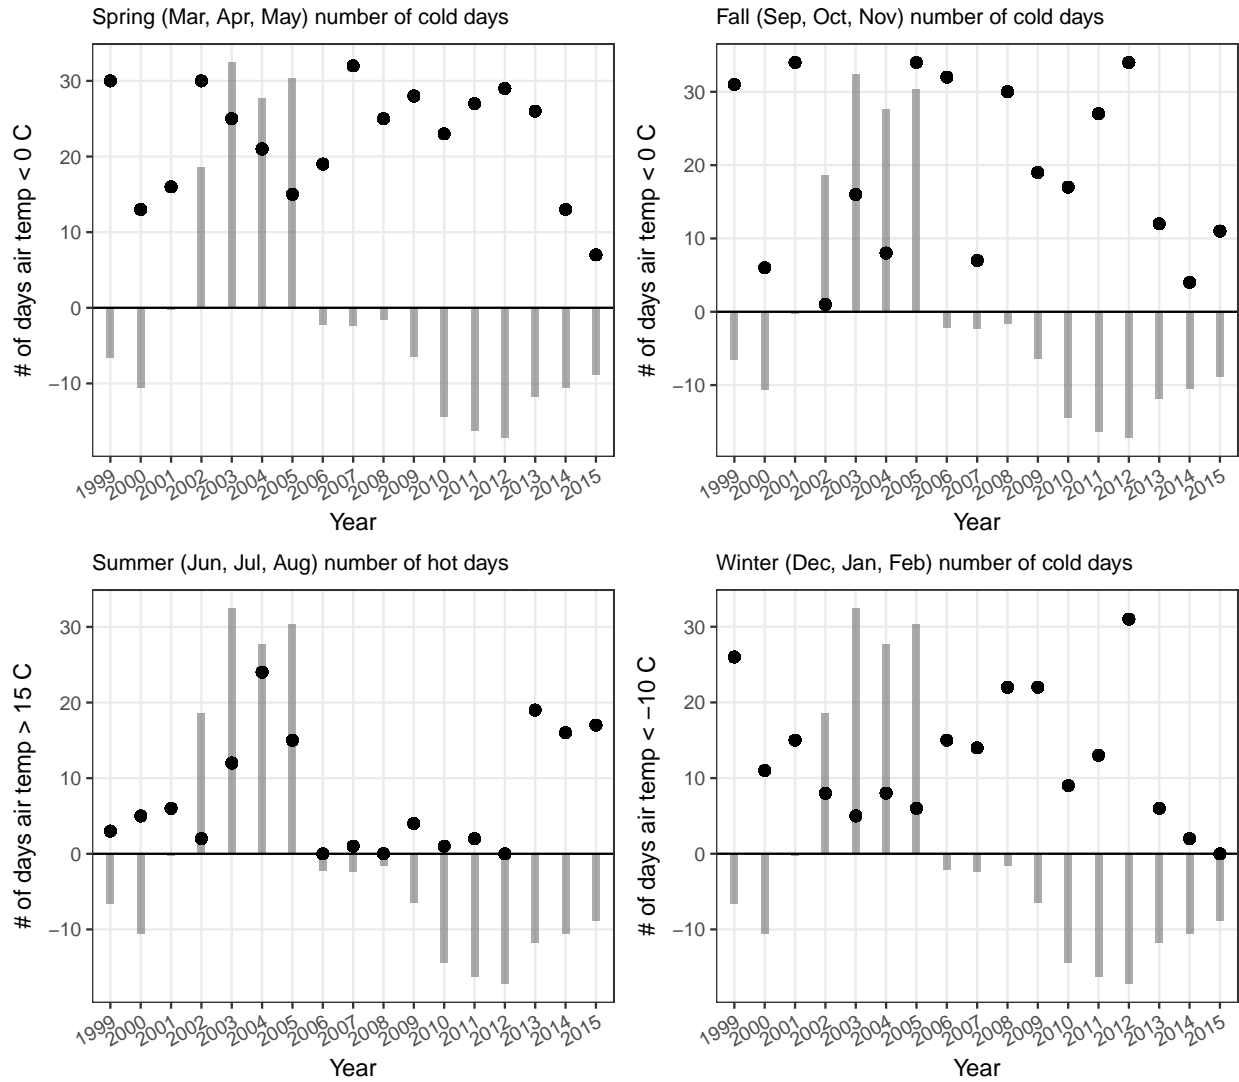 Spring (Mar, Apr, May) number of cold days
# of days air temp < 0 C
30
20
10
0
−10
1999 2000 2001 2002 2003 2004 2005 2006 2007 2008 2009 2010 2011 2012 2013 2014 2015
Year
Fall (Sep, Oct, Nov) number of cold days
# of days air temp < 0 C
30
20
10
0
−10
1999 2000 2001 2002 2003 2004 2005 2006 2007 2008 2009 2010 2011 2012 2013 2014 2015
Year
Summer (Jun, Jul, Aug) number of hot days
# of days air temp > 15 C
30
20
10
0
−10
1999 2000 2001 2002 2003 2004 2005 2006 2007 2008 2009 2010 2011 2012 2013 2014 2015
Year
Winter (Dec, Jan, Feb) number of cold days
# of days air temp < −10 C
30
20
10
0
−10
1999 2000 2001 2002 2003 2004 2005 2006 2007 2008 2009 2010 2011 2012 2013 2014 2015
Year